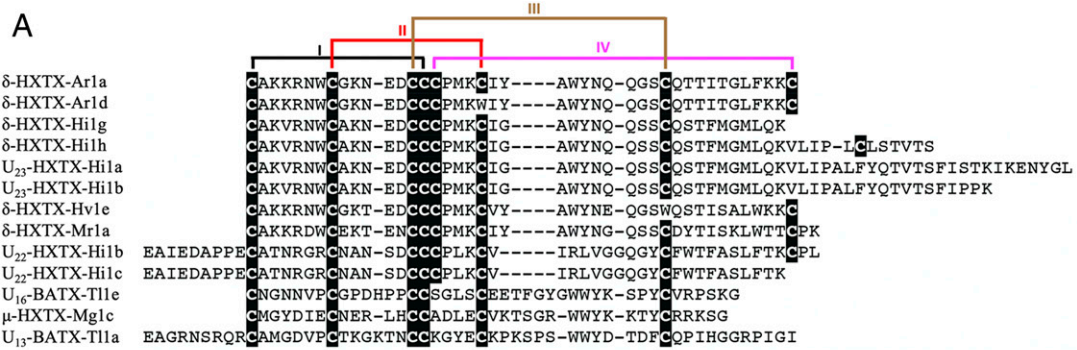 A
III
II
I
IV
δ-HXTX-Ar1a CAKKRNWCGKN-EDCCCPMKCIY----AWYNQ-QGSCQTTITGLFKKC
δ-HXTX-Ar1d CAKKRNWCGKN-EDCCCPMKWIY----AWYNQ-QGSCQTTITGLFKKC
δ-HXTX-Hi1g CAKVRNWCAKN-EDCCCPMKCIG----AWYNQ-QSSCQSTFMGMLQK
δ-HXTX-Hi1h CAKVRNWCAKN-EDCCCPMKCIG----AWYNQ-QSSCQSTFMGMLQKVLIP-LCLSTVTS
U23-HXTX-Hi1a CAKVRNWCAKN-EDCCCPMKCIG----AWYNQ-QSSCQSTFMGMLQKVLIPALFYQTVTSFISTKIKENYGL
U23-HXTX-Hi1b CAKVRNWCAKN-EDCCCPMKCIG----AWYNQ-QSSCQSTFMGMLQKVLIPALFYQTVTSFIPPK
δ-HXTX-Hv1e CAKKRNWCGKT-EDCCCPMKCVY----AWYNE-QGSWQSTISALWKKC
δ-HXTX-Mr1a CAKKRDWCEKT-ENCCCPMKCIY----AWYNG-QSSCDYTISKLWTTCPK
U22-HXTX-Hi1b EAIEDAPPECATNRGRCNAN-SDCCCPLKCV------IRLVGGQGYCFWTFASLFTKCPL
U22-HXTX-Hi1c EAIEDAPPECATNRGRCNAN-SDCCCPLKCV------IRLVGGQGYCFWTFASLFTK
U16-BATX-Tl1e CNGNNVPCGPDHPPCCSGLSCEETFGYGWWYK-SPYCVRPSKG
μ-HXTX-Mg1c CMGYDIECNER-LHCCADLECVKTSGR-WWYK-KTYCRRKSG
U13-BATX-Tl1a EAGRNSRQRCAMGDVPCTKGKTNCCKGYECKPKSPS-WWYD-TDFCQPIHGGRPIGI